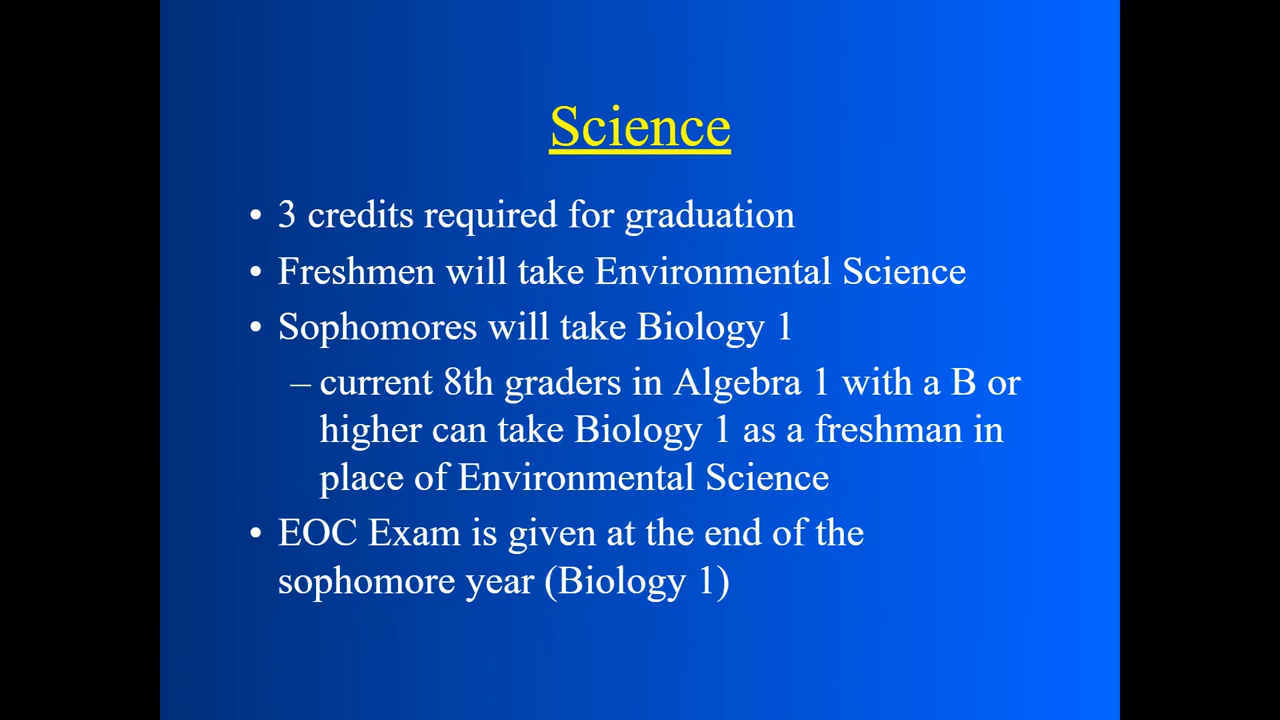 Science
• 3 credits required for graduation
• Freshmen will take Environmental Science
• Sophomores will take Biology 1
– current 8th graders in Algebra 1 with a B or
higher can take Biology 1 as a freshman in
place of Environmental Science
• EOC Exam is given at the end of the
sophomore year (Biology 1)